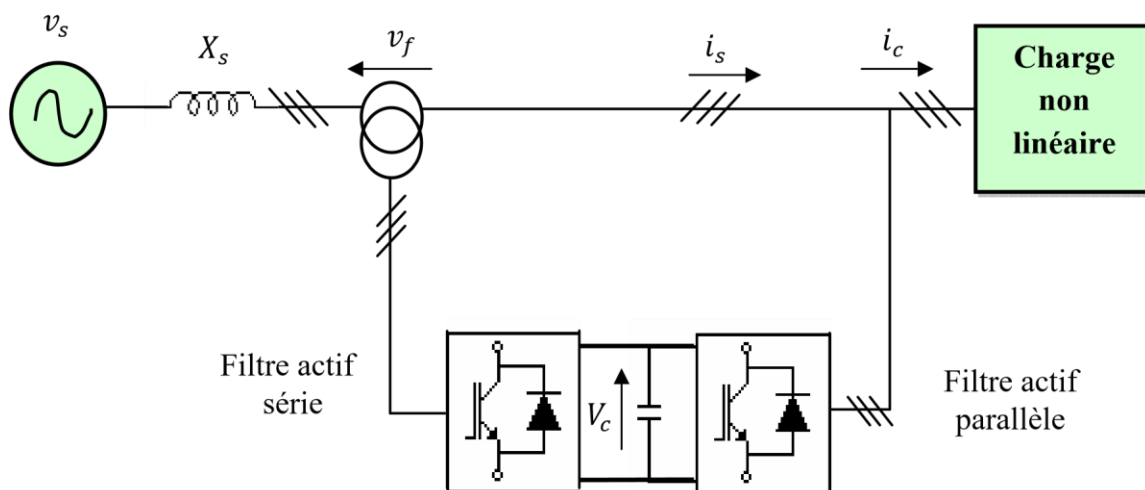 v_s
X_s
v_f
i_s
i_c
Charge
non
linéaire
Filtre actif
série
V_c
Filtre actif
parallèle